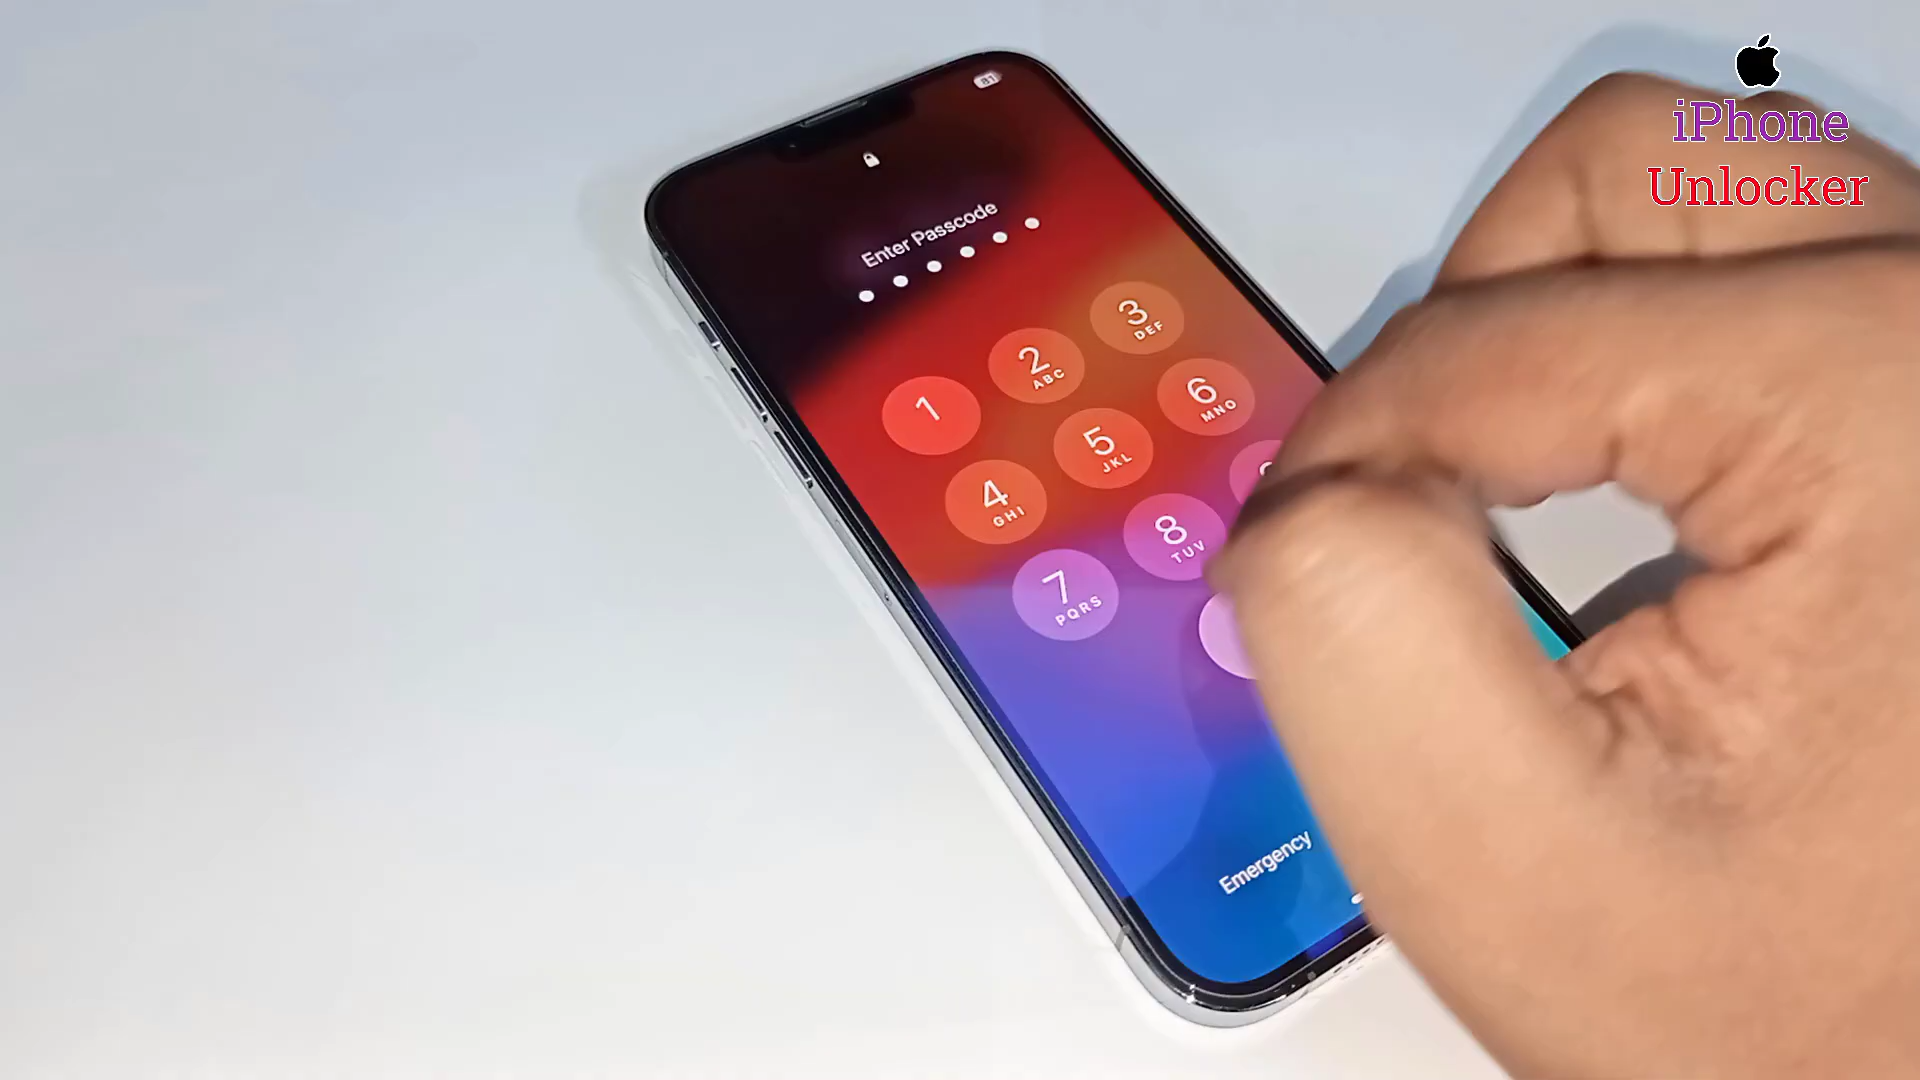 iPhone
Unlocker
81
Enter Passcode
1
2
ABC
3
DEF
4
GHI
5
JKL
6
MNO
7
PQRS
8
TUV
Emergency